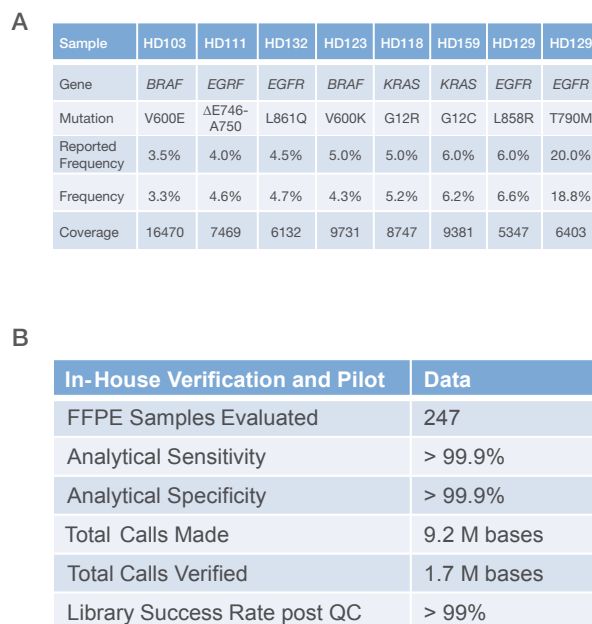 A
Sample HD103 HD111 HD132 HD123 HD118 HD159 HD129 HD129
Gene BRAF EGRF EGFR BRAF KRAS KRAS EGFR EGFR
Mutation V600E ΔE746-A750 L861Q V600K G12R G12C L858R T790M
Reported Frequency 3.5% 4.0% 4.5% 5.0% 5.0% 6.0% 6.0% 20.0%
Frequency 3.3% 4.6% 4.7% 4.3% 5.2% 6.2% 6.6% 18.8%
Coverage 16470 7469 6132 9731 8747 9381 5347 6403
B
In-House Verification and Pilot Data
FFPE Samples Evaluated 247
Analytical Sensitivity > 99.9%
Analytical Specificity > 99.9%
Total Calls Made 9.2 M bases
Total Calls Verified 1.7 M bases
Library Success Rate post QC > 99%